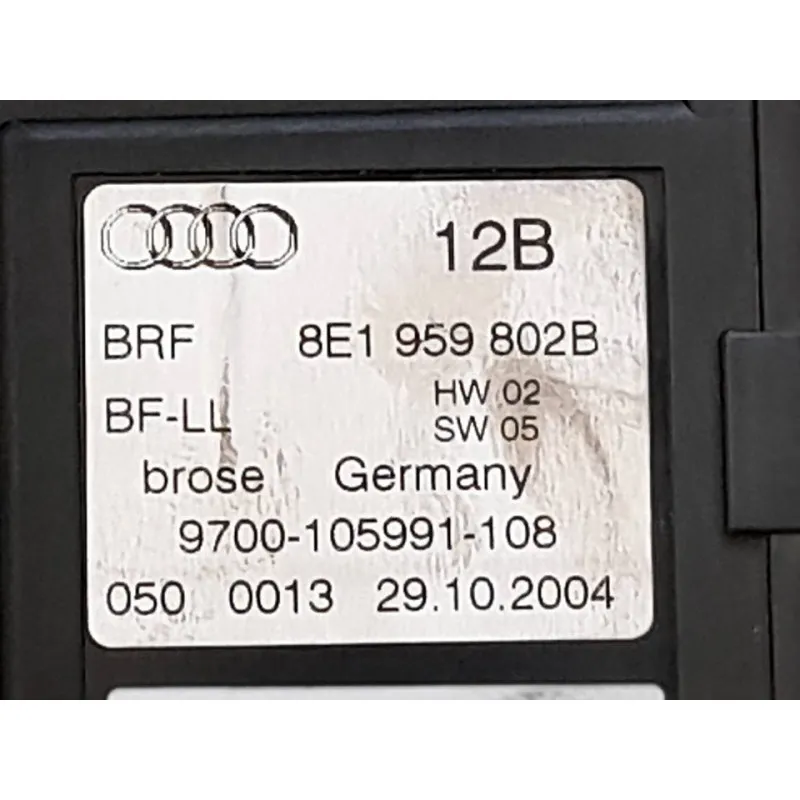 12B
BRF 8E1 959 802B
HW 02
BF-LL
SW 05
brose Germany
9700-105991-108
050 0013 29.10.2004